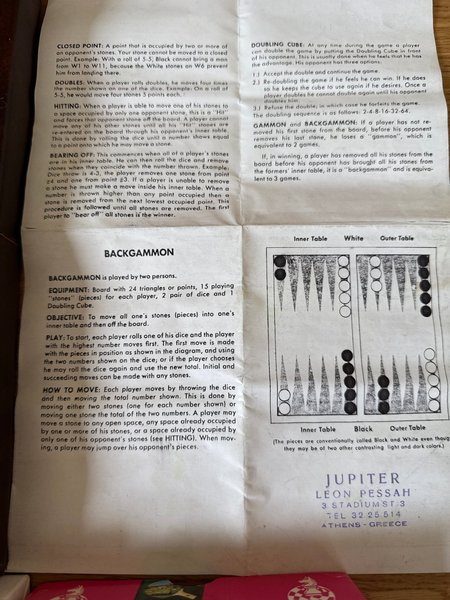 CLOSED POINT: A point that is occupied by two or more of
an opponent's stones. Your stone cannot be moved to a closed
point. Example: With a roll of 5-5, Black cannot bring a man
from W1 to W11, because the White stones on W6 prevent
him from landing there.
DOUBLES: When a player rolls doubles, he moves four times
the number shown on one of the dice. Example: On a roll of
5-5, he would move four stones 5 points each.
HITTING: When a player is able to move one of his stones
to a space occupied by only one opponent stone, this is a 'Hit'
and forces that opponent stone off the board. A player cannot
move any of his other stones until all his "Hit" stones are
re-entered on the board through his opponent's inner table.
This is done by rolling the dice until a number shows equal
to a point onto which he may move a stone.
BEARING OFF: This commences when all of a player's stones
are in his inner table. He can then roll the dice and remove
stones when they coincide with the number thrown. Example:
Dice throw is 4-3, the player removes one stone from point
#4 and one from point #3. If a player is unable to remove
a stone he must make a move inside his inner table. When a
number is thrown higher than any point occupied then a
stone is removed from the next lowest occupied point. This
procedure is followed until all stones are removed. The first
player to "bear off" all stones is the winner.
DOUBLING CUBE: At any time during the game a player
can double the game by putting the Doubling Cube in front
of his opponent. This is usually done when he feels that he has
the advantage. His opponent has three options.
1.) Accept the double and continue the game.
2.) Re-doubling the game if he feels he can win. If he does
so he keeps the cube to use again if he desires. Once a
player doubles he cannot double again until his opponent
doubles him.
3.) Refuse the double, in which case he forfeits the game.
The doubling sequence is as follows: 2-4-8-16-32-64.
GAMMON and BACKGAMMON: If a player has not re-
moved his first stone from the board, before his opponent
removes his last stone, he loses a "gammon", which is
equivalent to 2 games.
If, in winning, a player has removed all his stones from the
board before his opponent has brought all his stones from
the formers' inner table, it is a "backgammon" and is equiva-
lent to 3 games.
BACKGAMMON
BACKGAMMON is played by two persons.
EQUIPMENT: Board with 24 triangles or points, 15 playing
"stones" (pieces) for each player, 2 pair of dice and 1
Doubling Cube.
OBJECTIVE: To move all one's stones (pieces) into one's
inner table and then off the board.
PLAY: To start, each player rolls one of his dice and the player
with the highest number moves first. The first move is made
with the pieces in position as shown in the diagram, and using
the two numbers shown on the dice; or if the player chooses
he may roll the dice again and use the new total. Initial and
succeeding moves can be made with any stones.
HOW TO MOVE: Each player moves by throwing the dice
and then moving the total number shown. This is done by
moving either two stones (one for each number shown) or
moving one stone the total of the two numbers. A player may
move a stone to any open space, any space already occupied
by one or more of his stones, or a space already occupied by
only one of his opponent's stones (see HITTING). When mov-
ing, a player may jump over his opponent's pieces.
Inner Table White Outer Table
Inner Table Black Outer Table
(The pieces are conventionally called Black and White even though
they may be of two other contrasting light and dark colors.)
JUPITER
LEON PESSAH
3 STADIUM ST. 3
TEL 32 25 514
ATHENS - GREECE